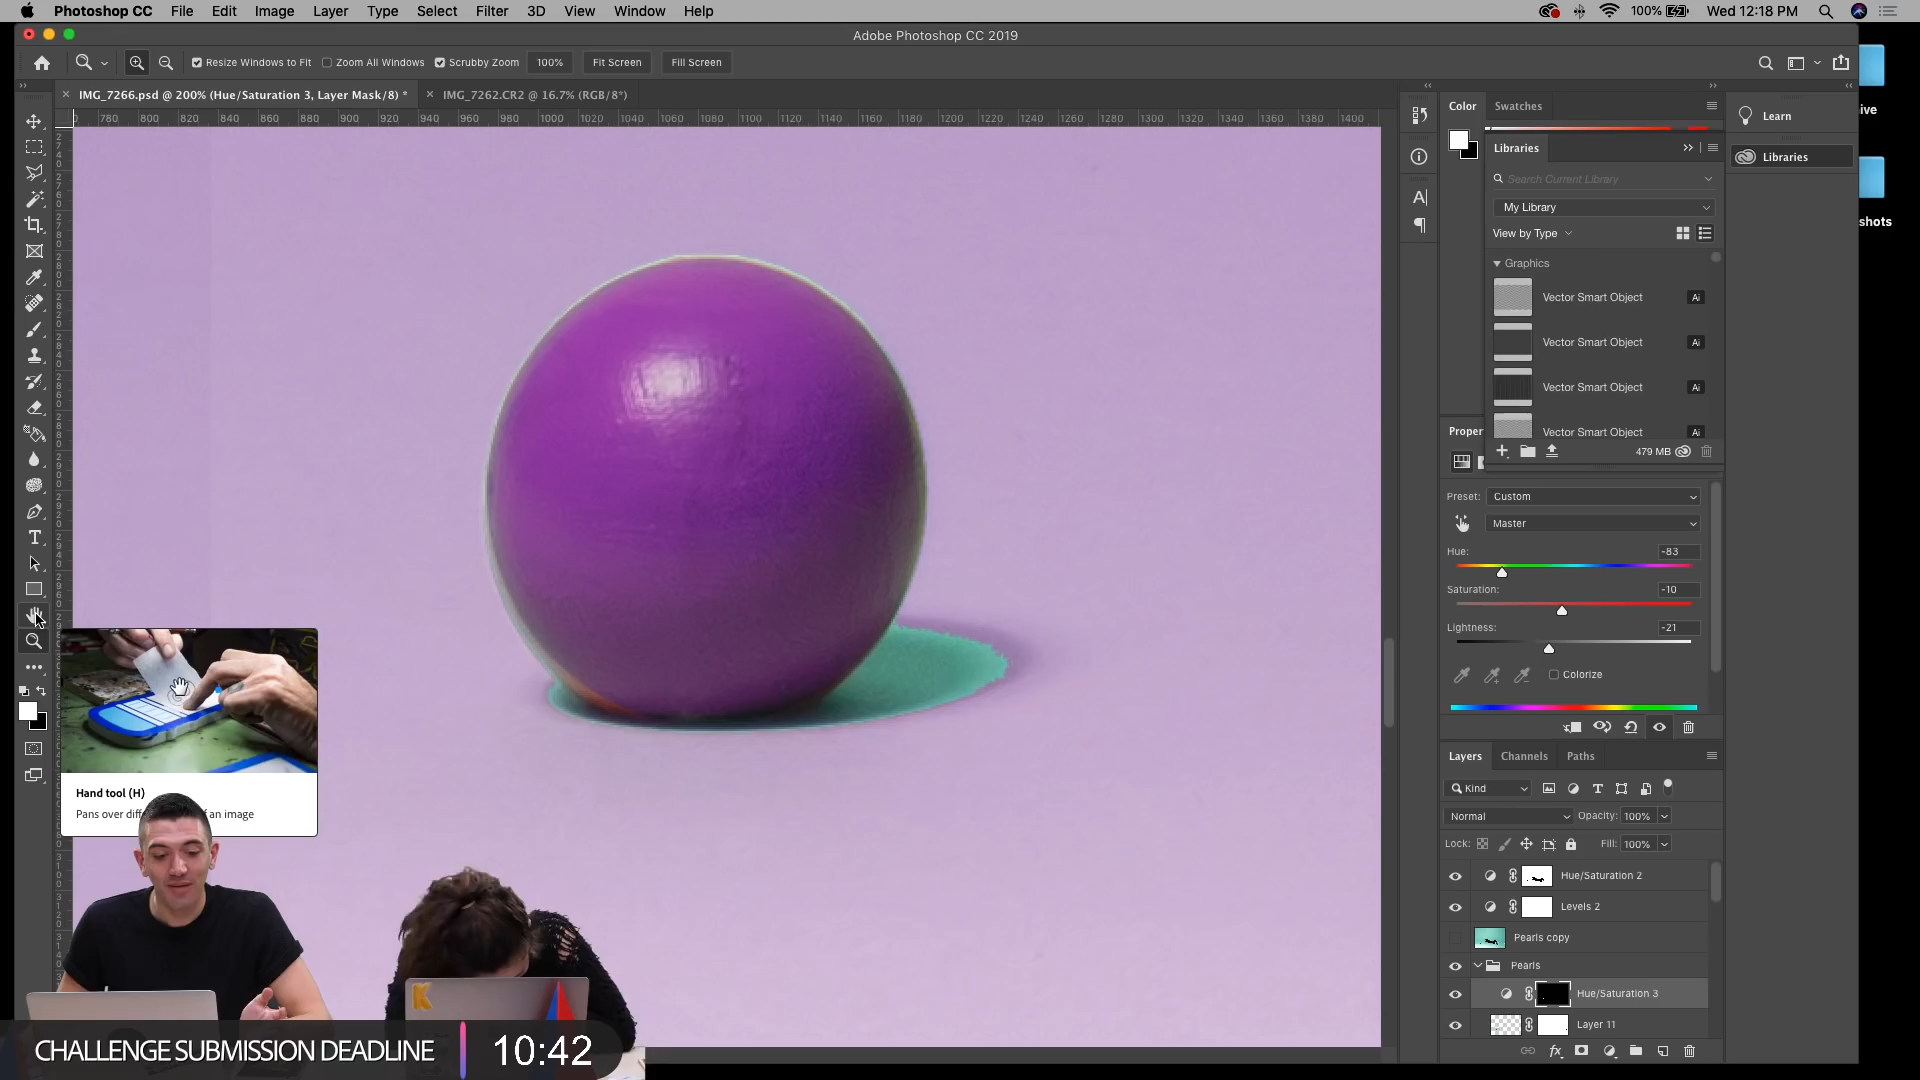 Photoshop CC File Edit Image Layer Type Select Filter 3D View Window Help 100% Wed 12:18 PM
Adobe Photoshop CC 2019
Resize Windows to Fit Zoom All Windows Scrubby Zoom 100% Fit Screen Fill Screen
IMG_7266.psd @ 200% (Hue/Saturation 3, Layer Mask/8) * IMG_7262.CR2 @ 16.7% (RGB/8*)
780 800 820 840 860 880 900 920 940 960 980 1000 1020 1040 1060 1080 1100 1120 1140 1160 1180 1200 1220 1240 1260 1280 1300 1320 1340 1360 1380 1400
Color Swatches
Learn
Libraries
Libraries
Search Current Library
My Library
View by Type
Graphics
Vector Smart Object Ai
Vector Smart Object Ai
Vector Smart Object Ai
Vector Smart Object Ai
479 MB
Proper
Preset: Custom
Master
Hue: -83
Saturation: -10
Lightness: -21
Colorize
Layers Channels Paths
Kind
Normal Opacity: 100%
Lock: Fill: 100%
Hue/Saturation 2
Levels 2
Pearls copy
Pearls
Hue/Saturation 3
Layer 11
ive
shots
Hand tool (H)
Pans over diff f an image
K
CHALLENGE SUBMISSION DEADLINE 10:42